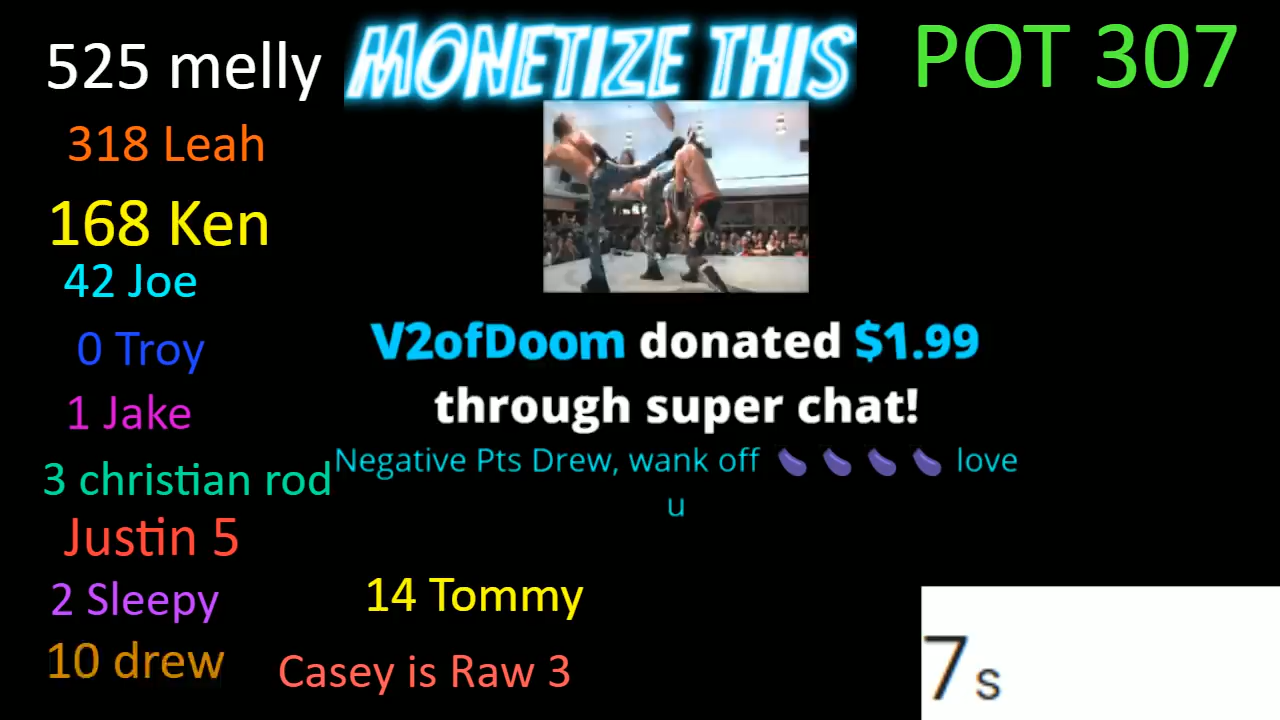 525 melly
MONETIZE THIS
POT 307
318 Leah
168 Ken
42 Joe
0 Troy
1 Jake
3 christian rod
Justin 5
2 Sleepy
10 drew
V2ofDoom donated $1.99
through super chat!
Negative Pts Drew, wank off 🍆 🍆 🍆 🍆 love
u
14 Tommy
Casey is Raw 3
7 s